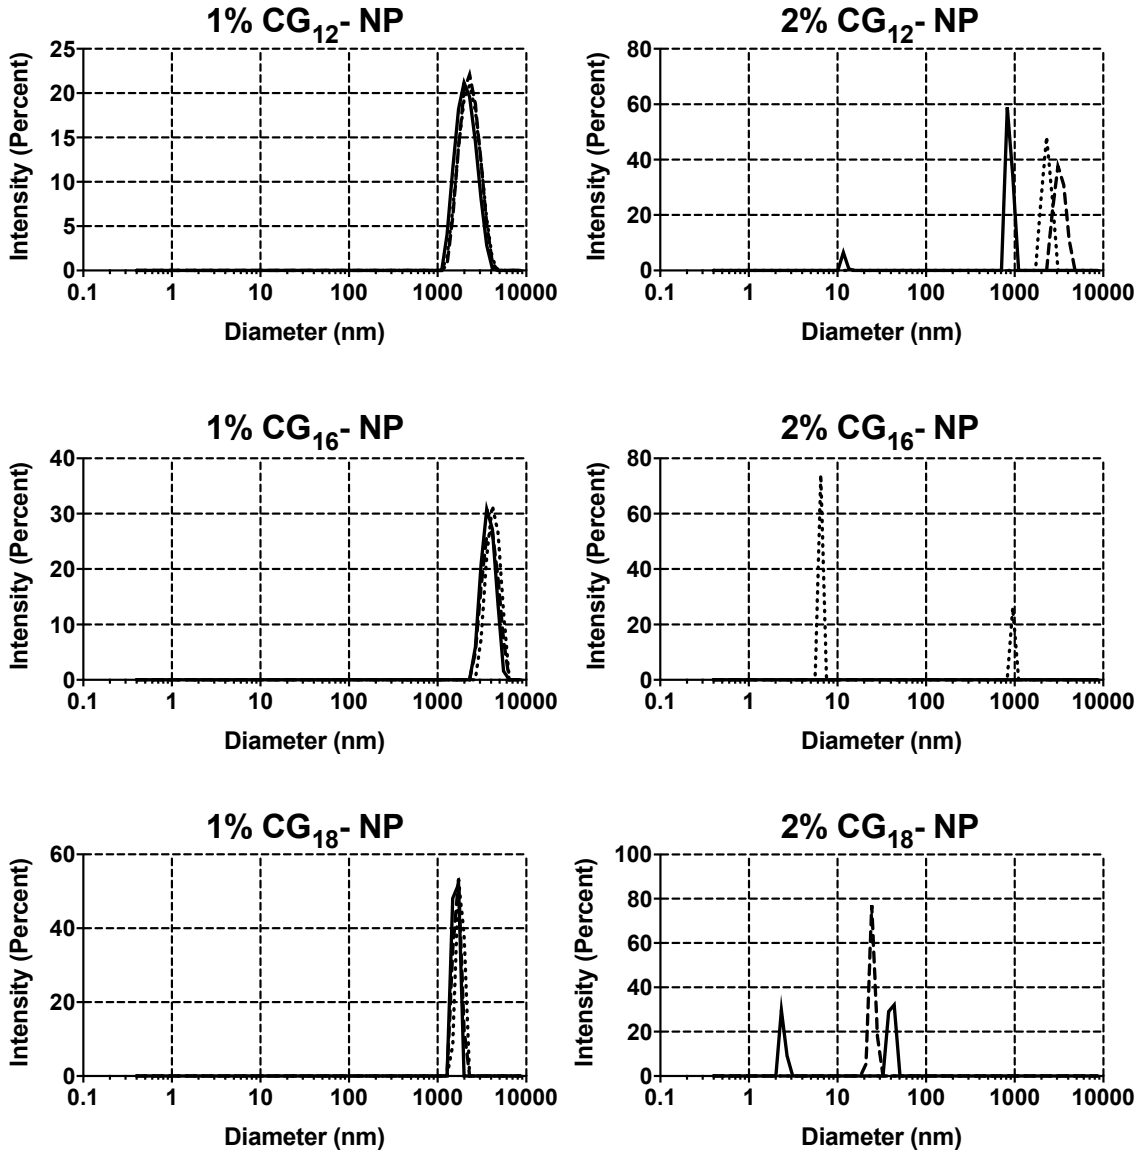 1% CG12- NP
Intensity (Percent)
25
20
15
10
5
0
0.1 1 10 100 1000 10000
Diameter (nm)
2% CG12- NP
Intensity (Percent)
80
60
40
20
0
0.1 1 10 100 1000 10000
Diameter (nm)
1% CG16- NP
Intensity (Percent)
40
30
20
10
0
0.1 1 10 100 1000 10000
Diameter (nm)
2% CG16- NP
Intensity (Percent)
80
60
40
20
0
0.1 1 10 100 1000 10000
Diameter (nm)
1% CG18- NP
Intensity (Percent)
60
40
20
0
0.1 1 10 100 1000 10000
Diameter (nm)
2% CG18- NP
Intensity (Percent)
100
80
60
40
20
0
0.1 1 10 100 1000 10000
Diameter (nm)